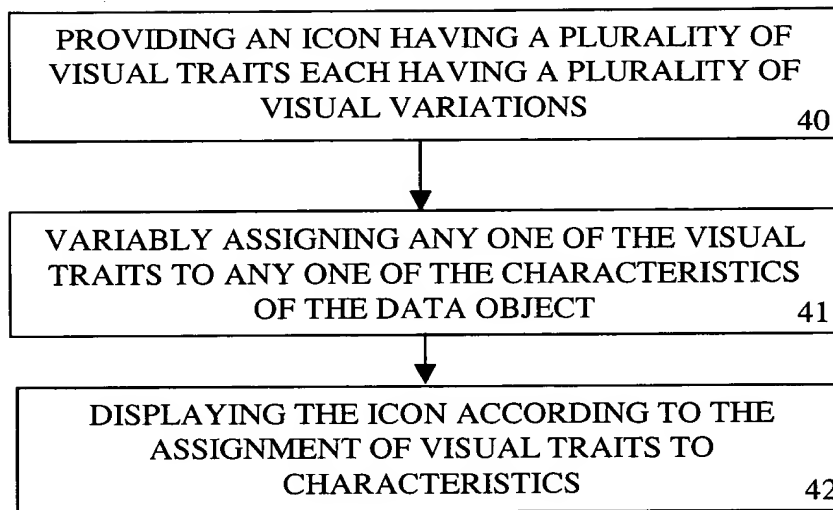 PROVIDING AN ICON HAVING A PLURALITY OF
VISUAL TRAITS EACH HAVING A PLURALITY OF
VISUAL VARIATIONS
40
VARIABLY ASSIGNING ANY ONE OF THE VISUAL
TRAITS TO ANY ONE OF THE CHARACTERISTICS
OF THE DATA OBJECT
41
DISPLAYING THE ICON ACCORDING TO THE
ASSIGNMENT OF VISUAL TRAITS TO
CHARACTERISTICS
42